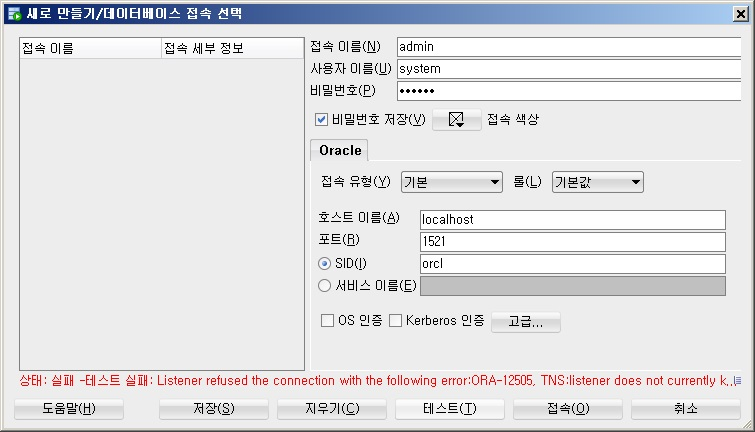 새로 만들기/데이터베이스 접속 선택
접속 이름 접속 세부 정보
접속 이름(N) admin
사용자 이름(U) system
비밀번호(P) ••••••
비밀번호 저장(V) 접속 색상
Oracle
접속 유형(Y) 기본 롤(L) 기본값
호스트 이름(A) localhost
포트(R) 1521
SID(I) orcl
서비스 이름(E)
OS 인증 Kerberos 인증 고급...
상태: 실패 -테스트 실패: Listener refused the connection with the following error:ORA-12505, TNS:listener does not currently k...
도움말(H) 저장(S) 지우기(C) 테스트(T) 접속(O) 취소